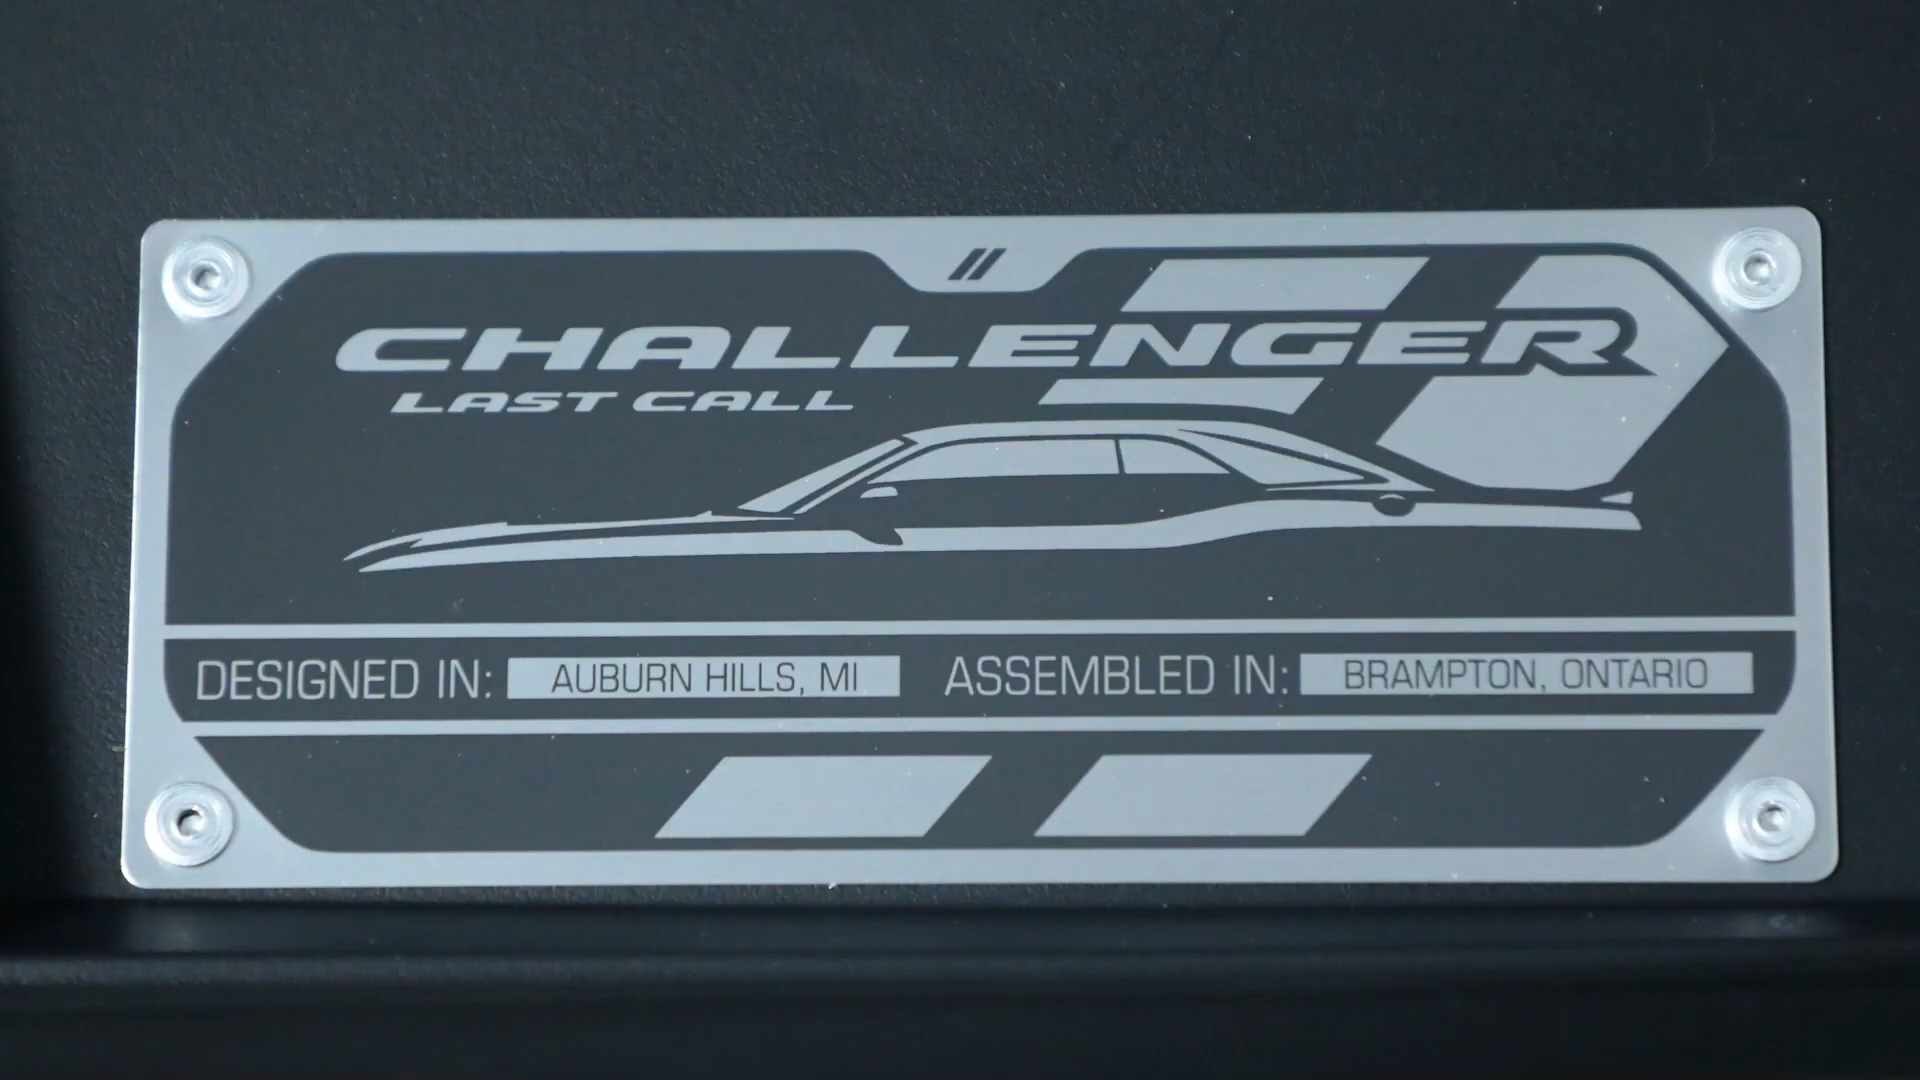 CHALLENGER
LAST CALL
DESIGNED IN: AUBURN HILLS, MI ASSEMBLED IN: BRAMPTON, ONTARIO